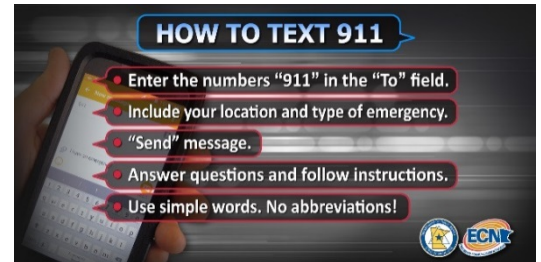 HOW TO TEXT 911
Enter the numbers “911” in the “To” field.
Include your location and type of emergency.
“Send” message.
Answer questions and follow instructions.
Use simple words. No abbreviations!
ECN